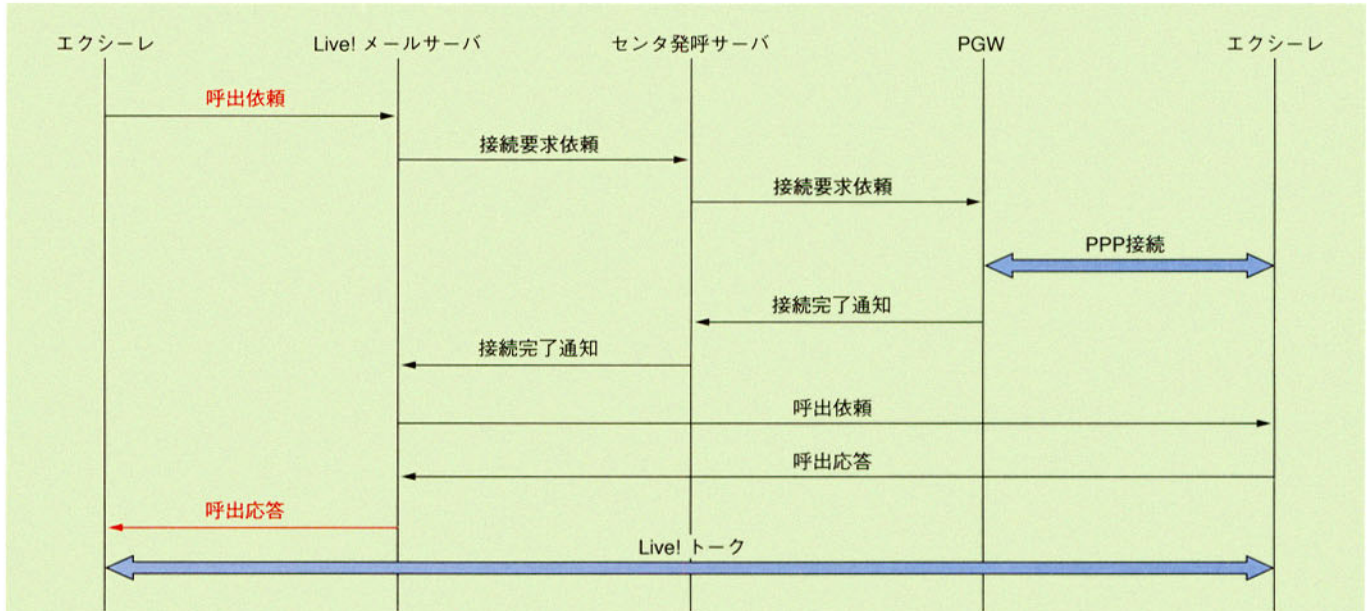 エクシーレ
Live! メールサーバ
センタ発呼サーバ
PGW
エクシーレ
呼出依頼
接続要求依頼
接続要求依頼
PPP接続
接続完了通知
接続完了通知
呼出依頼
呼出応答
呼出応答
Live! トーク